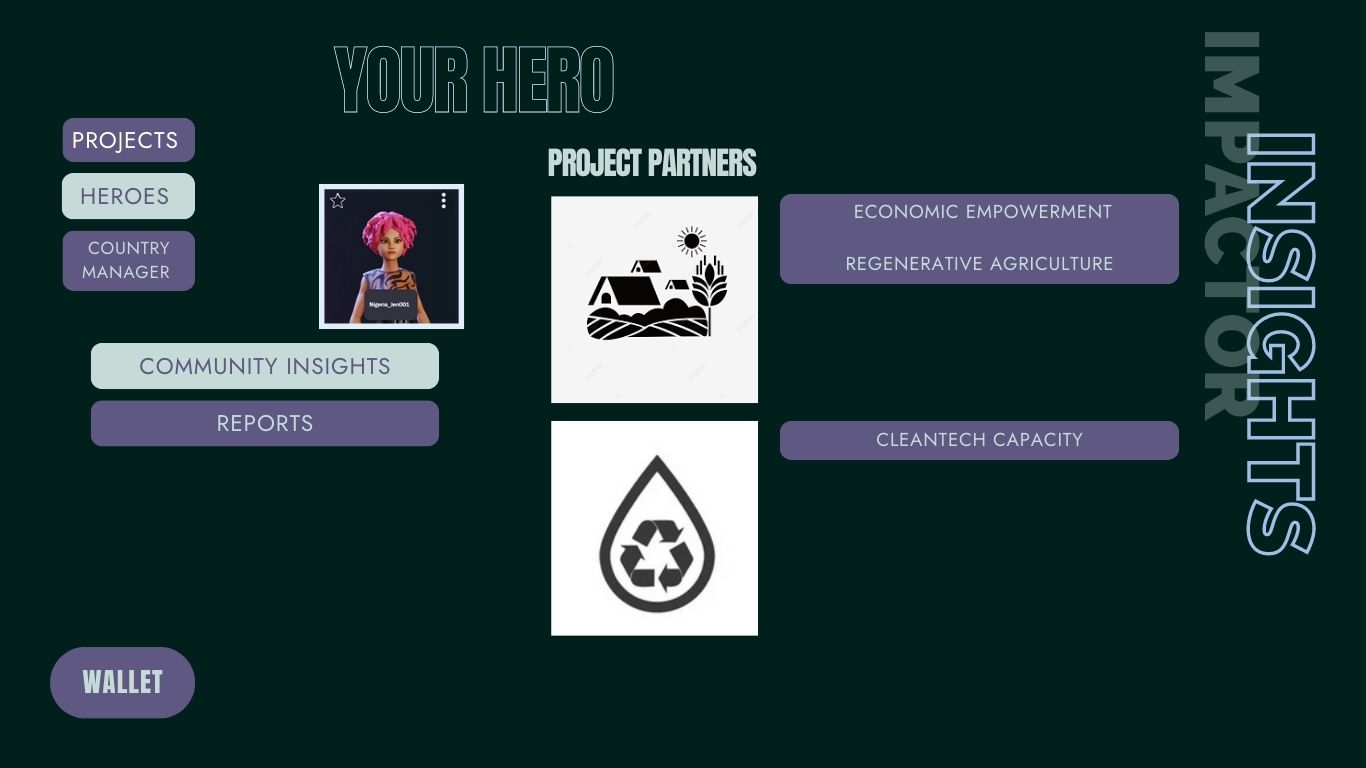 YOUR HERO
PROJECTS
HEROES
COUNTRY
MANAGER
Nigeria_Jen001
COMMUNITY INSIGHTS
REPORTS
WALLET
PROJECT PARTNERS
ECONOMIC EMPOWERMENT
REGENERATIVE AGRICULTURE
CLEANTECH CAPACITY
IMPACTOR
INSIGHTS